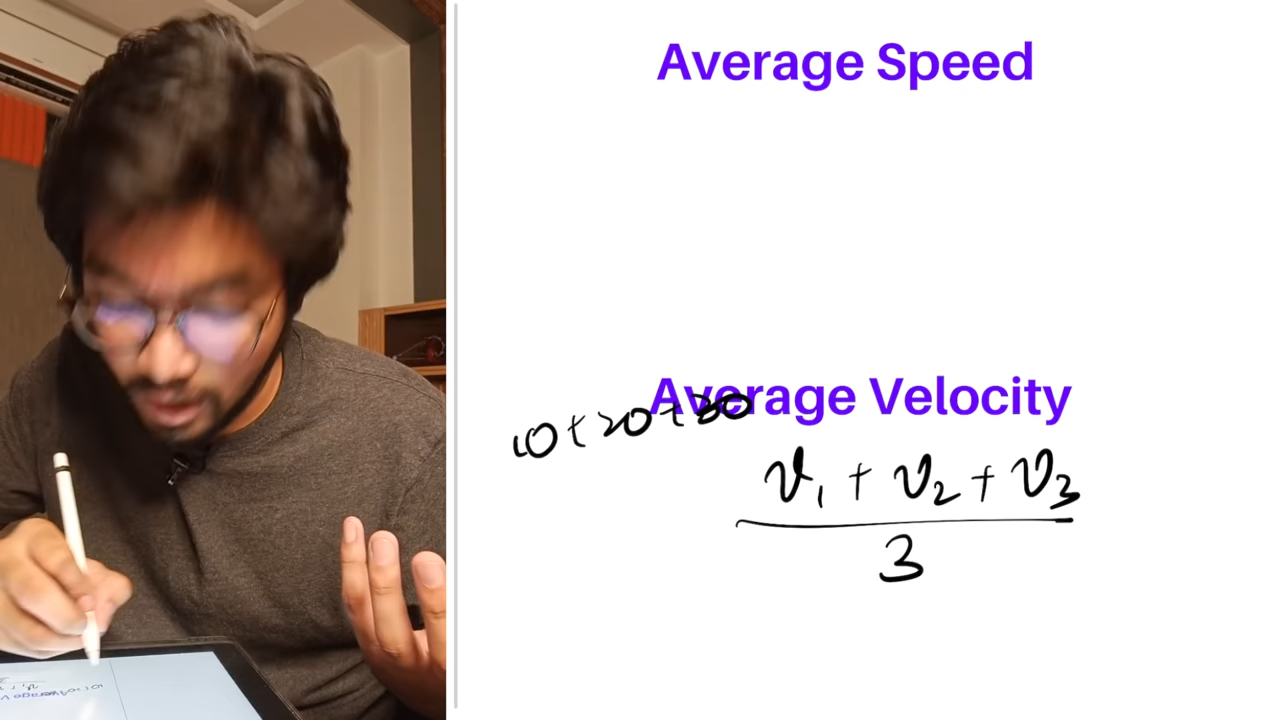 Average Speed
Average Velocity
10+20+30
v₁ + v₂ + v₃
3